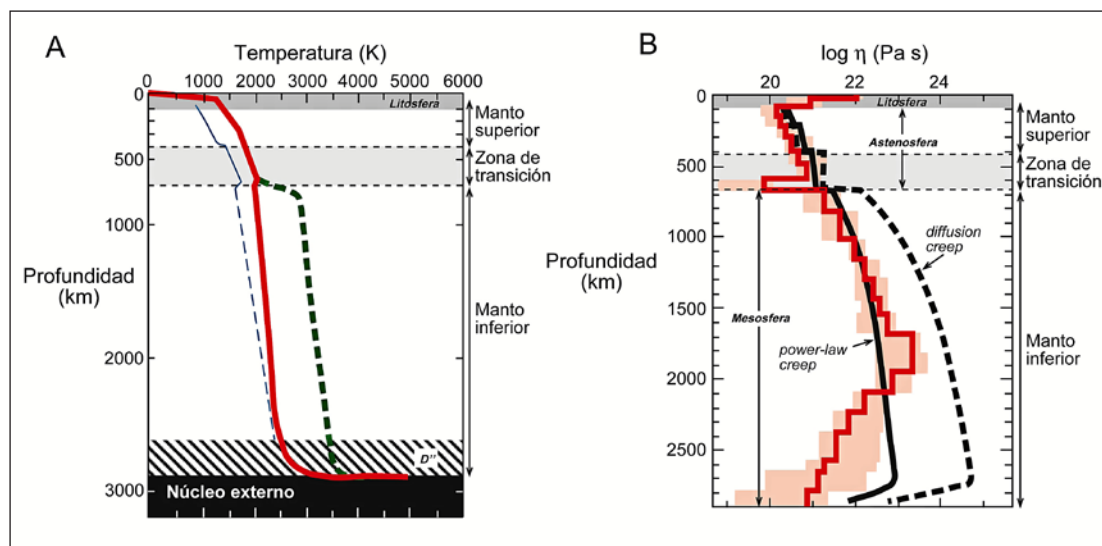 A
Temperatura (K)
0 1000 2000 3000 4000 5000 6000
0
500
1000
2000
3000
Profundidad
(km)
Litosfera
Manto
superior
Zona de
transición
Manto
inferior
D"
Núcleo externo
B
log η (Pa s)
20 22 24
0
500
1000
1500
2000
2500
Profundidad
(km)
Litosfera
Astenosfera
Manto
superior
Zona de
transición
diffusion
creep
Mesosfera
power-law
creep
Manto
inferior